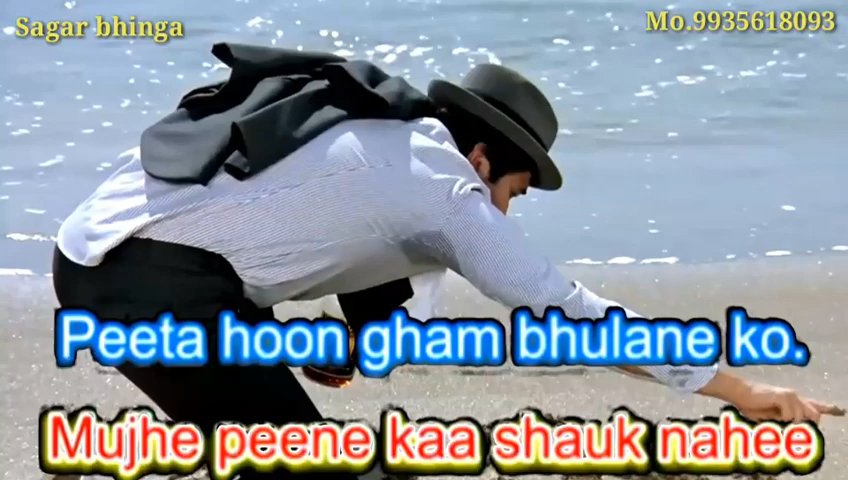 Sagar bhinga
Mo.9935618093
Peeta hoon gham bhulane ko.
Mujhe peene kaa shauk nahee